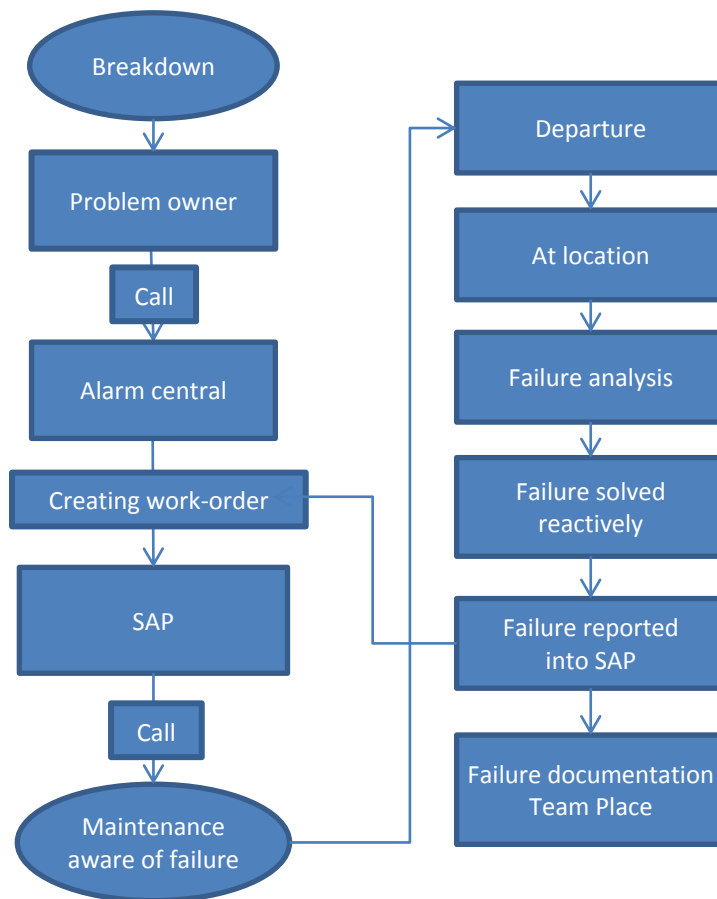 Breakdown
Problem owner
Call
Alarm central
Creating work-order
SAP
Call
Maintenance
aware of failure
Departure
At location
Failure analysis
Failure solved
reactively
Failure reported
into SAP
Failure documentation
Team Place